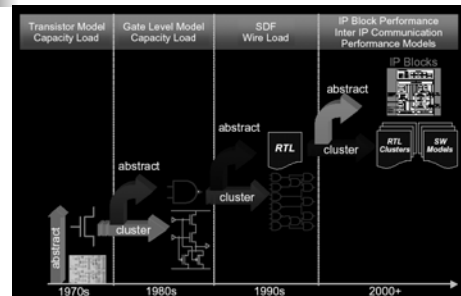 Transistor Model
Capacity Load
Gate Level Model
Capacity Load
SDF
Wire Load
IP Block Performance
Inter IP Communication
Performance Models
IP Blocks
abstract
abstract
RTL
cluster
RTL
Clusters
SW
Models
abstract
cluster
abstract
cluster
1970s
1980s
1990s
2000+